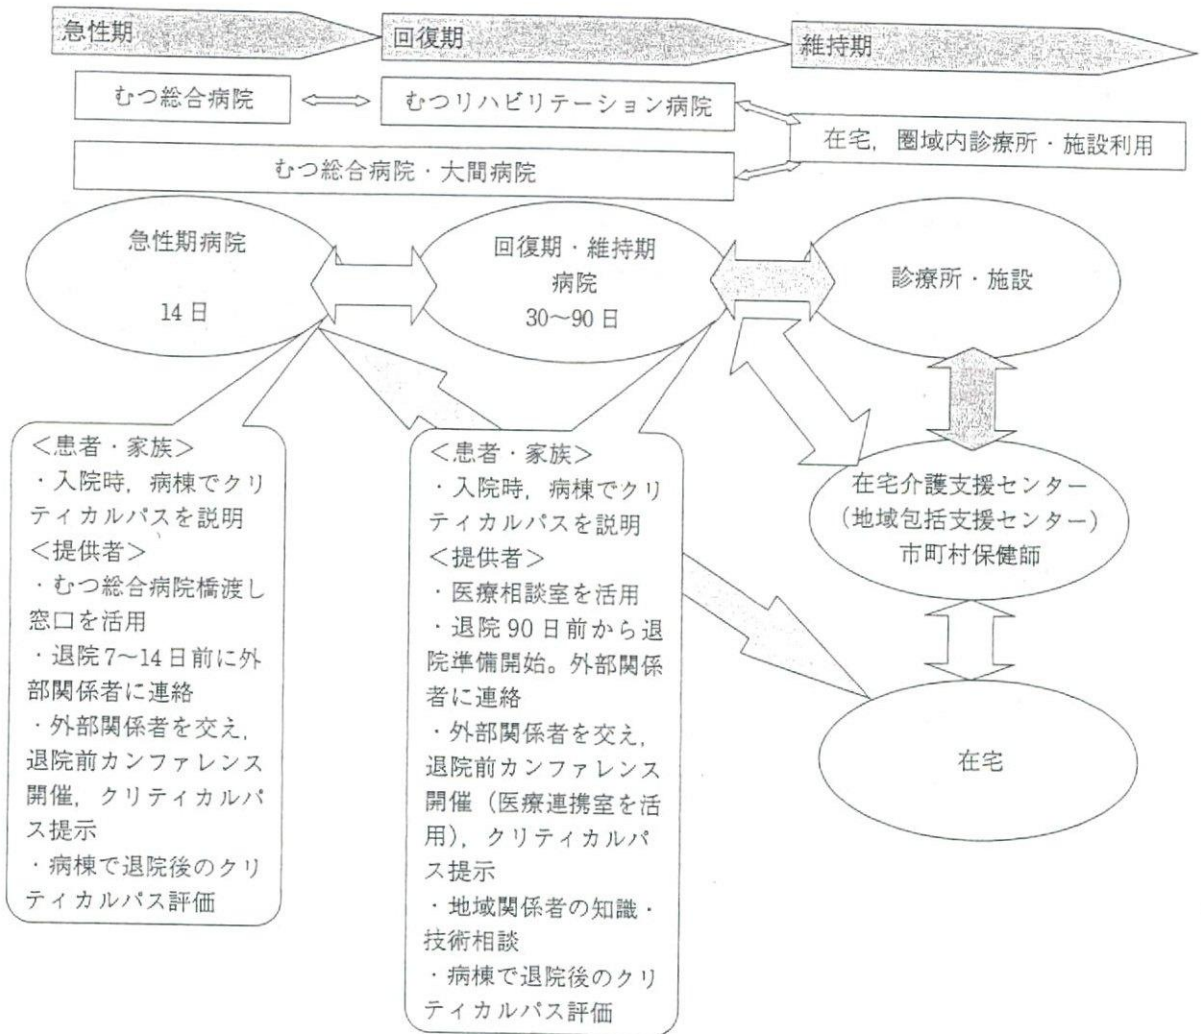 急性期
回復期
維持期
むつ総合病院
むつリハビリテーション病院
在宅，圏域内診療所・施設利用
むつ総合病院・大間病院
急性期病院
14日
回復期・維持期
病院
30〜90日
診療所・施設
＜患者・家族＞
・入院時，病棟でクリ
ティカルパスを説明
＜提供者＞
・むつ総合病院橋渡し
窓口を活用
・退院7〜14日前に外
部関係者に連絡
・外部関係者を交え，
退院前カンファレンス
開催，クリティカルパ
ス提示
・病棟で退院後のクリ
ティカルパス評価
＜患者・家族＞
・入院時，病棟でクリ
ティカルパスを説明
＜提供者＞
・医療相談室を活用
・退院90日前から退
院準備開始。外部関係
者に連絡
・外部関係者を交え，
退院前カンファレンス
開催（医療連携室を活
用），クリティカルパ
ス提示
・地域関係者の知識・
技術相談
・病棟で退院後のクリ
ティカルパス評価
在宅介護支援センター
（地域包括支援センター）
市町村保健師
在宅